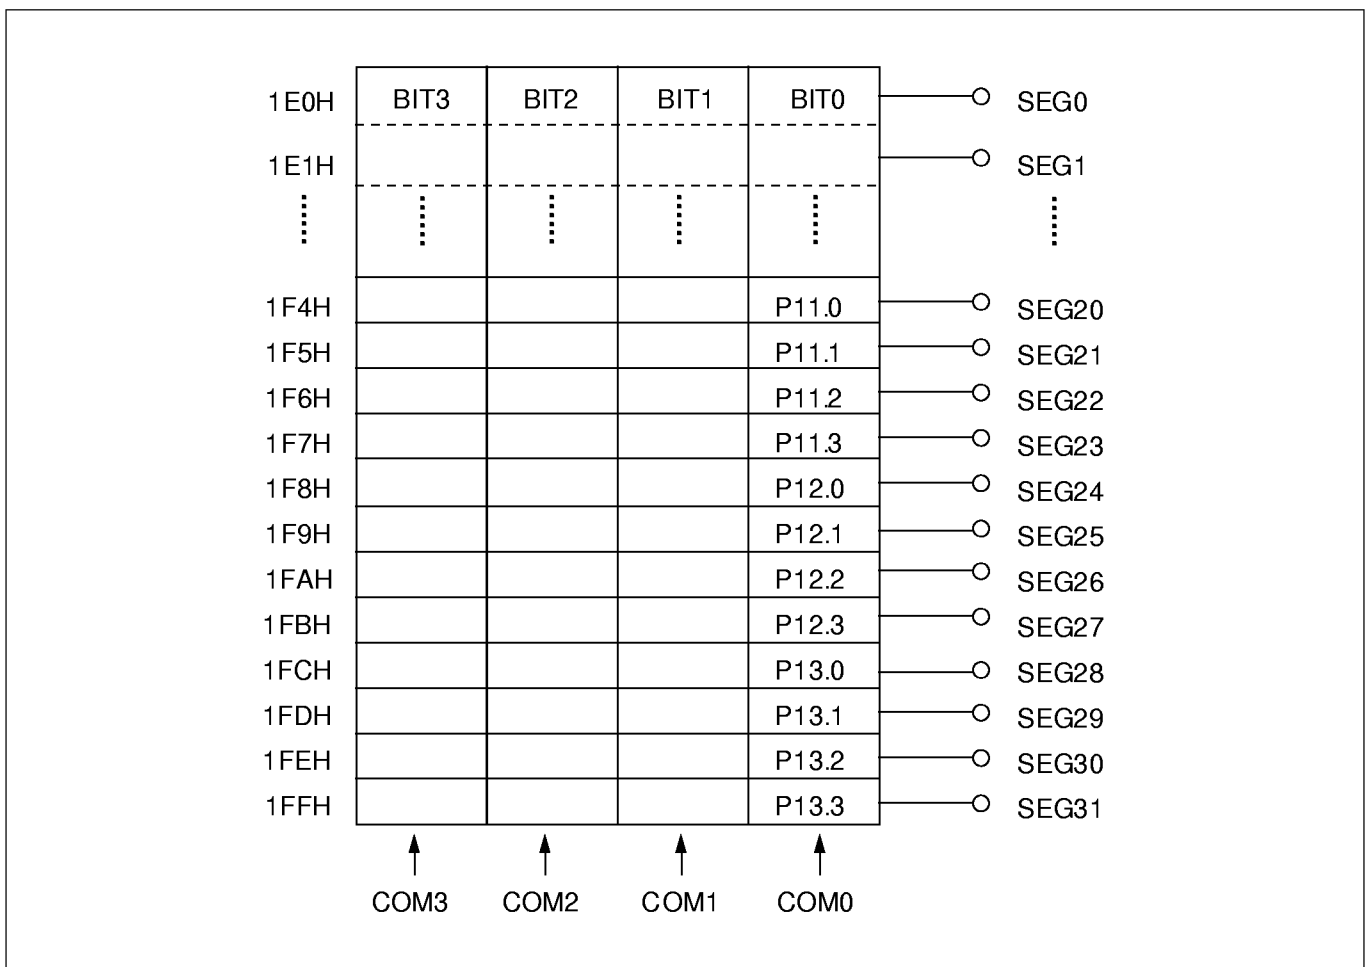 1E0H BIT3 BIT2 BIT1 BIT0 SEG0
1E1H SEG1
1F4H P11.0 SEG20
1F5H P11.1 SEG21
1F6H P11.2 SEG22
1F7H P11.3 SEG23
1F8H P12.0 SEG24
1F9H P12.1 SEG25
1FAH P12.2 SEG26
1FBH P12.3 SEG27
1FCH P13.0 SEG28
1FDH P13.1 SEG29
1FEH P13.2 SEG30
1FFH P13.3 SEG31
COM3 COM2 COM1 COM0